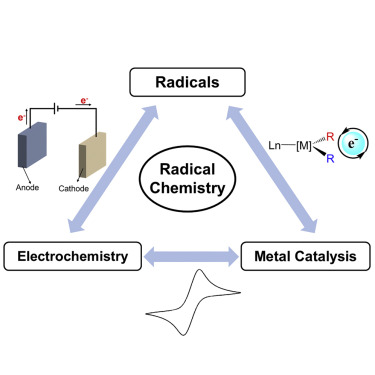 Radicals
e⁻
e⁻
Anode
Cathode
Radical
Chemistry
Ln—[M]
R
R
e⁻
Electrochemistry
Metal Catalysis